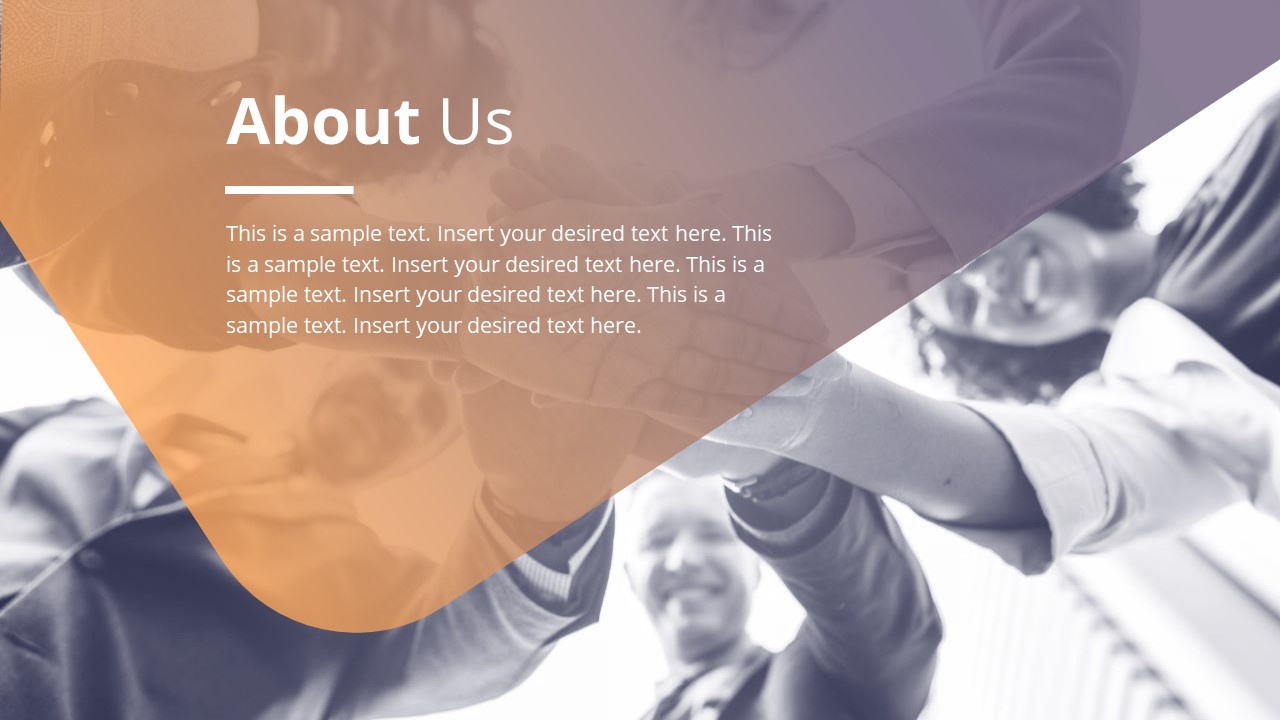 About Us
This is a sample text. Insert your desired text here. This
is a sample text. Insert your desired text here. This is a
sample text. Insert your desired text here. This is a
sample text. Insert your desired text here.